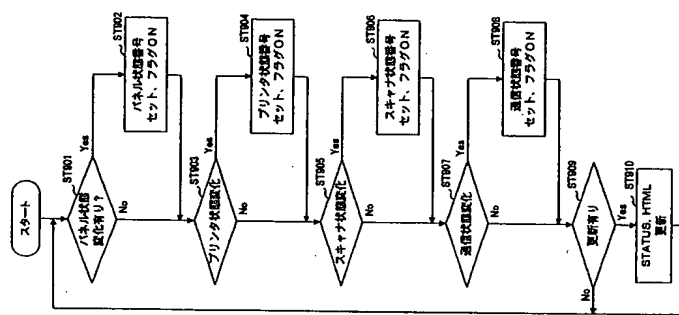 スタート
ST901
パネル状態
変化有り?
Yes
No
ST902
パネル状態番号
セット、フラグON
ST903
プリンタ状態変化
Yes
No
ST904
プリンタ状態番号
セット、フラグON
ST905
スキャナ状態変化
Yes
No
ST906
スキャナ状態番号
セット、フラグON
ST907
通信状態変化
Yes
No
ST908
通信状態番号
セット、フラグON
ST909
更新有り
No
Yes
ST910
STATUS. HTML
更新